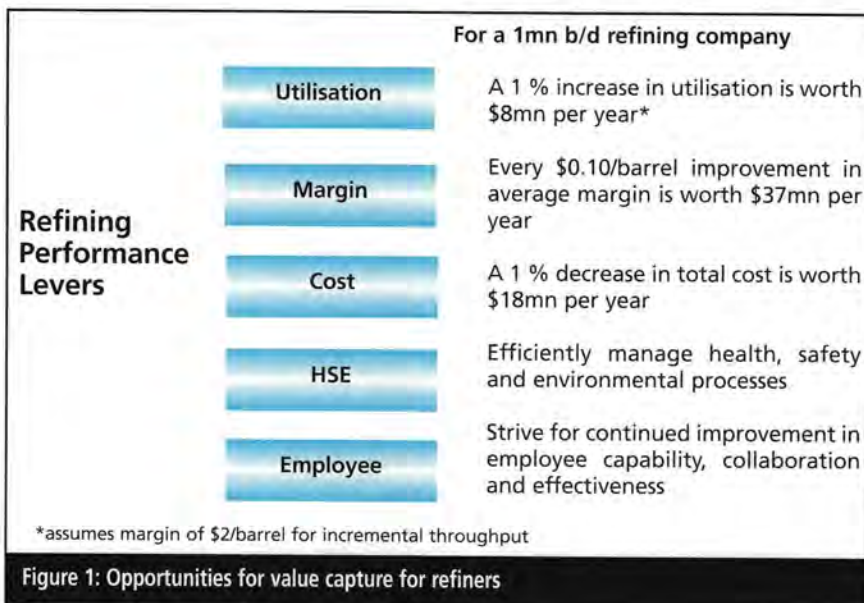 For a 1mn b/d refining company
Refining
Performance
Levers
Utilisation
A 1 % increase in utilisation is worth
$8mn per year*
Margin
Every $0.10/barrel improvement in
average margin is worth $37mn per
year
Cost
A 1 % decrease in total cost is worth
$18mn per year
HSE
Efficiently manage health, safety
and environmental processes
Employee
Strive for continued improvement in
employee capability, collaboration
and effectiveness
*assumes margin of $2/barrel for incremental throughput
Figure 1: Opportunities for value capture for refiners